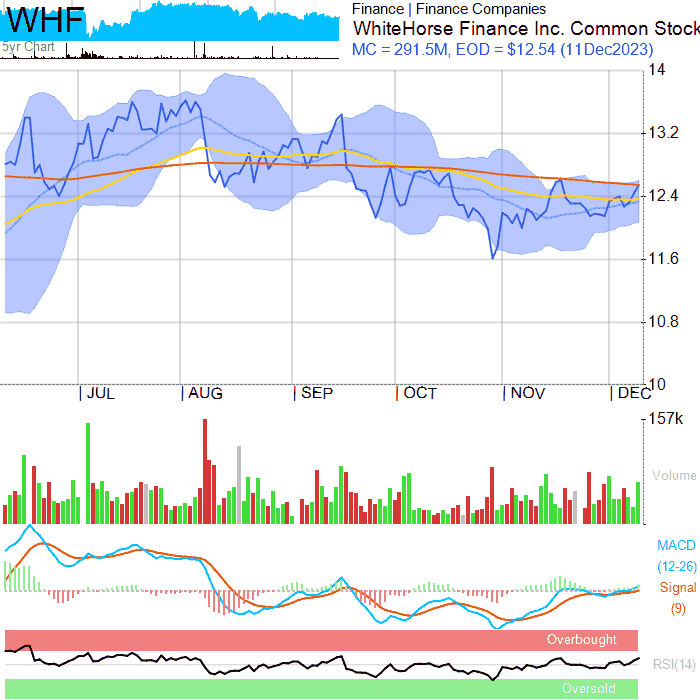 WHF
5yr Chart
Finance | Finance Companies
WhiteHorse Finance Inc. Common Stock
MC = 291.5M, EOD = $12.54 (11Dec2023)
14
13.2
12.4
11.6
10.8
10
JUL AUG SEP OCT NOV DEC
157k
Volume
MACD
(12-26)
Signal
(9)
Overbought
RSI(14)
Oversold